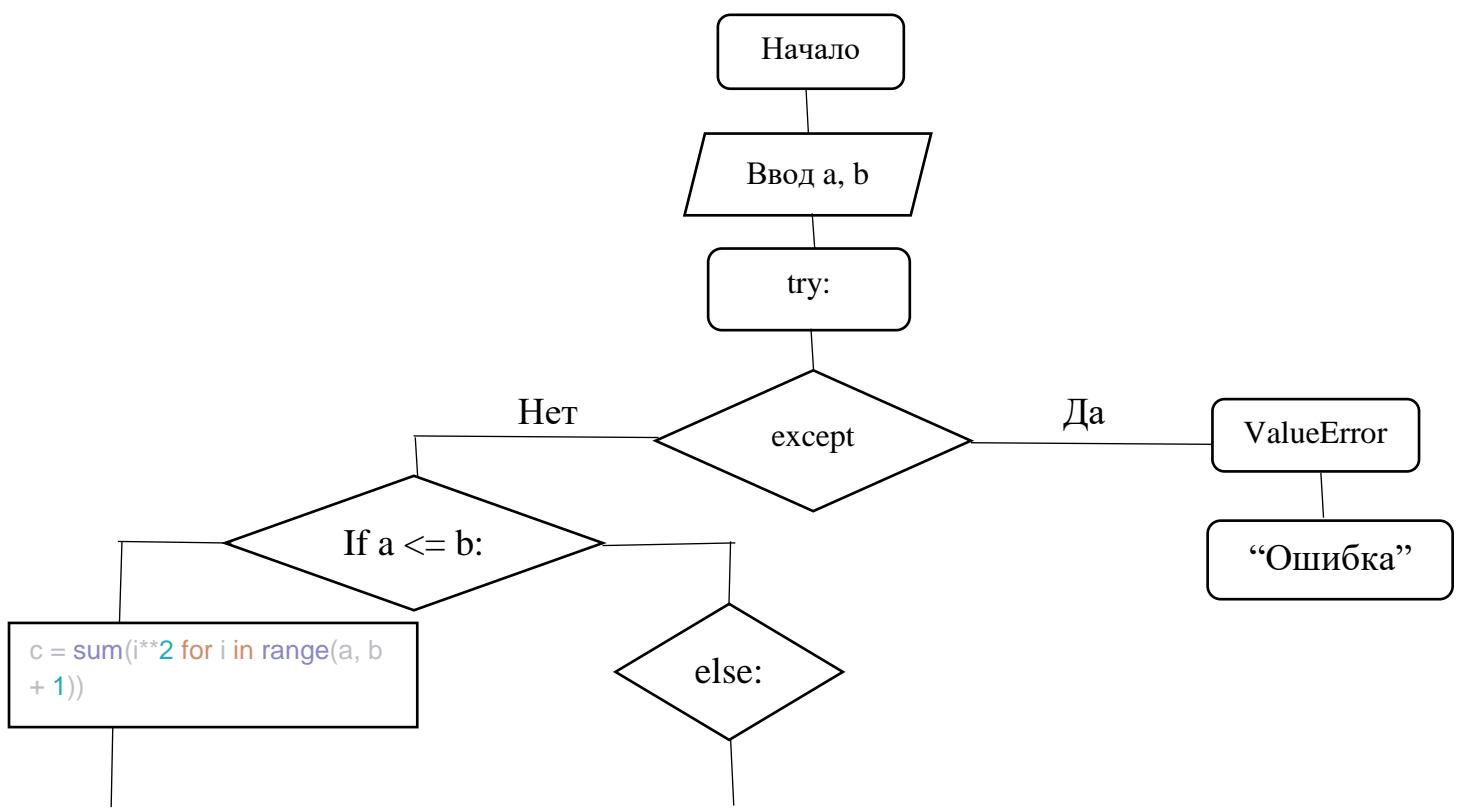 Начало
Ввод a, b
try:
Нет
Да
except
ValueError
If a <= b:
“Ошибка”
c = sum(i**2 for i in range(a, b
+ 1))
else: